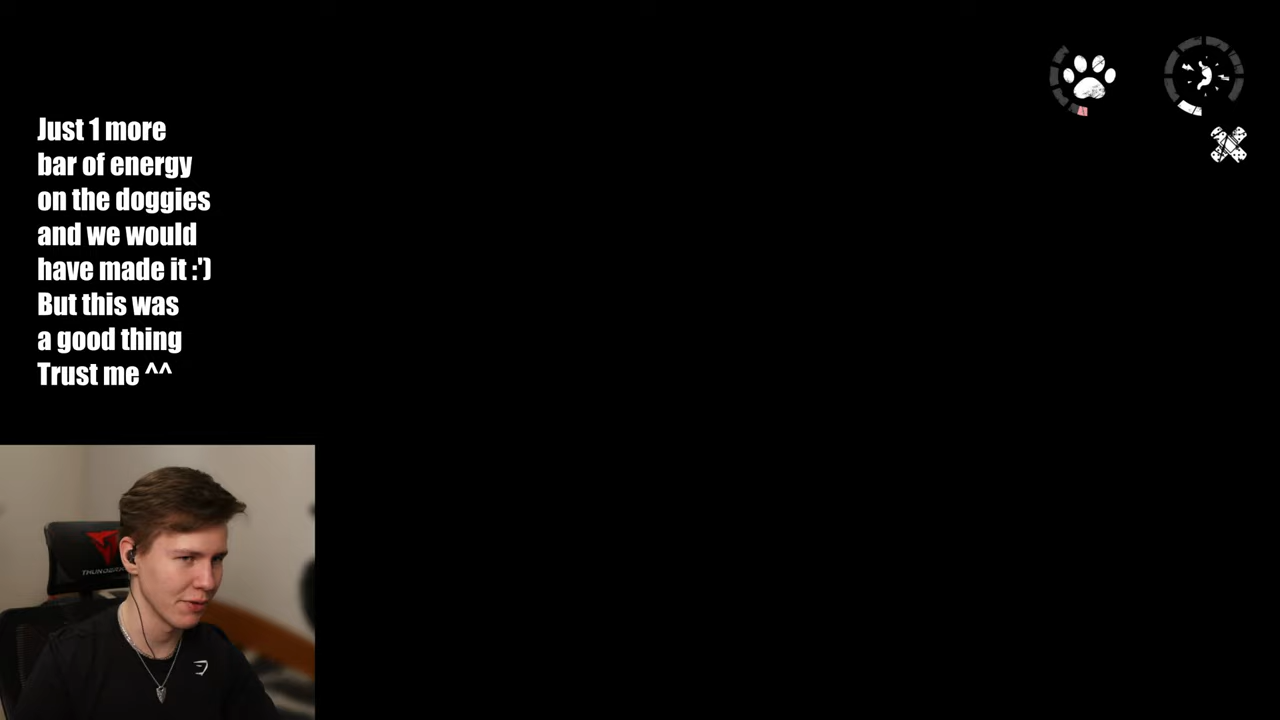 Just 1 more
bar of energy
on the doggies
and we would
have made it :')
But this was
a good thing
Trust me ^^